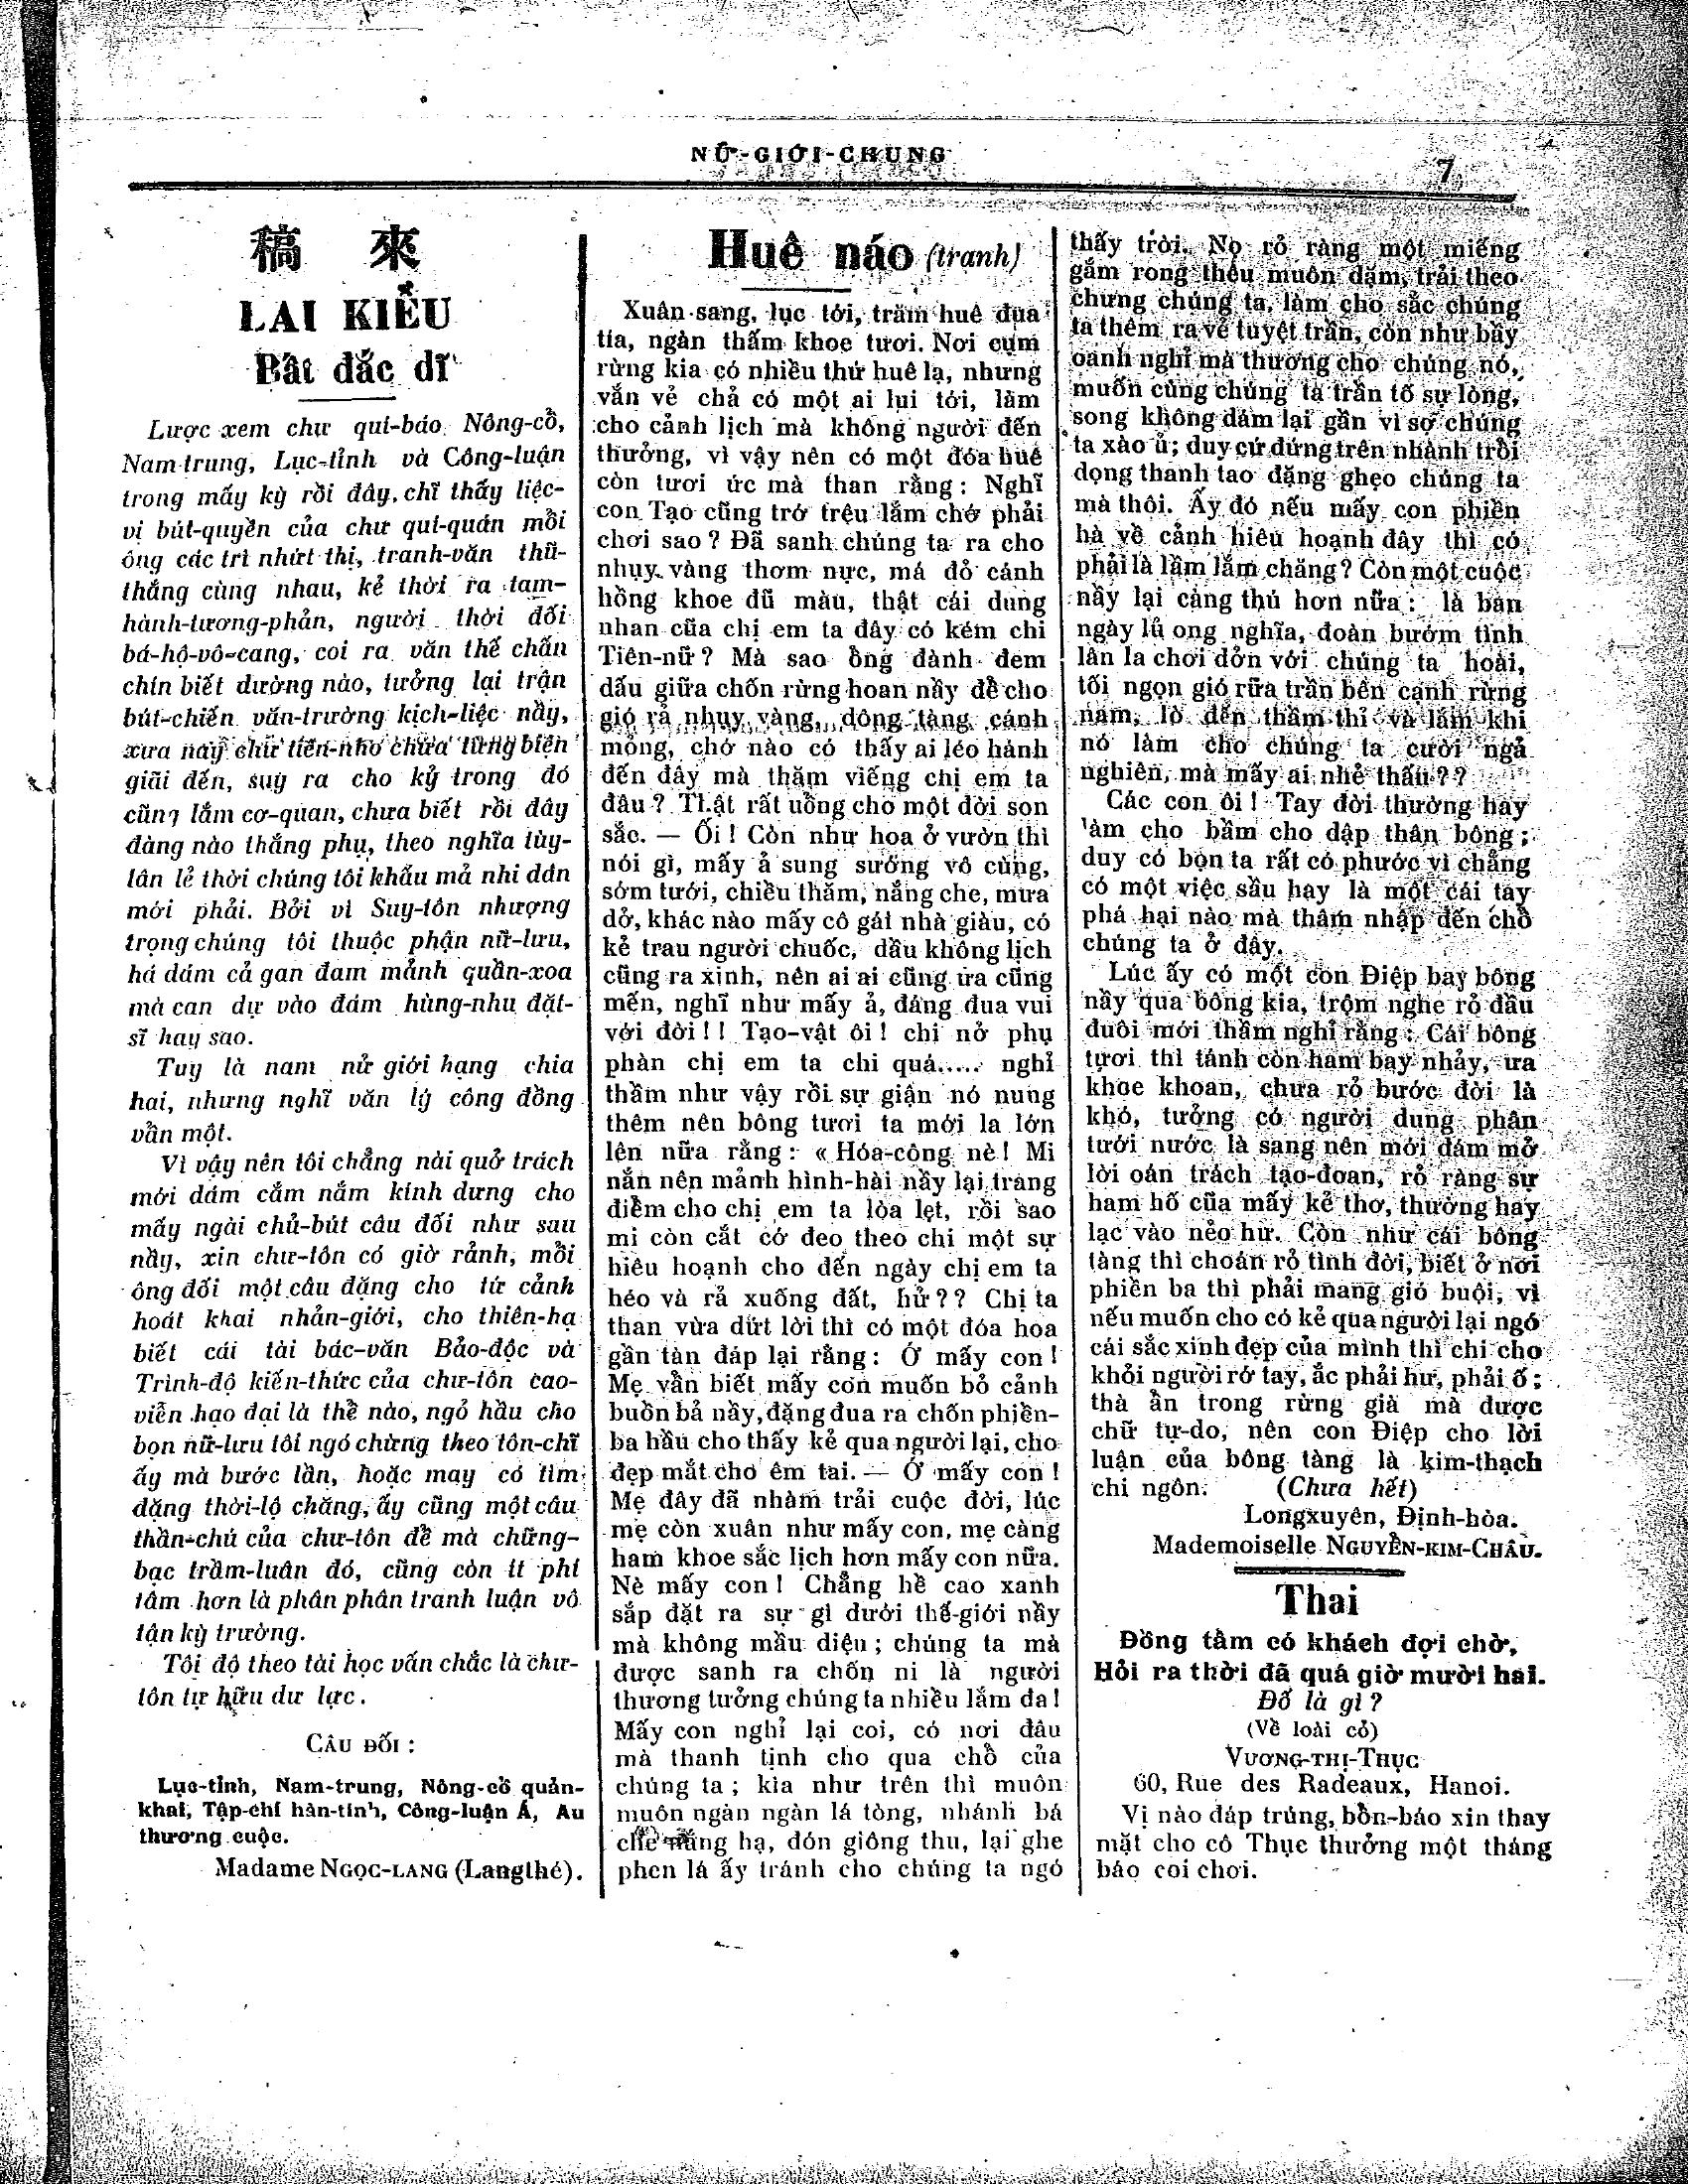 NỮ-GIỚI-CHUNG
7
稿 來
LAI KIỂU
Bất đắc dĩ
Lược xem chư qui-báo Nông-cổ,
Nam-trung, Lục-tỉnh và Công-luận
trong mấy kỳ rồi đây, chĩ thấy liệc-
vị bút-quyền của chư qui-quán mỗi
ông các trì nhứt thị, tranh-văn thũ-
thắng cùng nhau, kẻ thời ra tam-
hành-tương-phản, người thời đối
bá-hộ-vô-cang, coi ra văn thế chấn
chín biết dường nào, tưởng lại trận
bút-chiến văn-trường kịch-liệc nầy,
xưa nay chư tiên-nho chưa từng biện
giãi đến, suy ra cho kỷ trong đó
cũng lắm cơ-quan, chưa biết rồi đây
đàng nào thắng phụ, theo nghĩa tùy-
tân lẻ thời chúng tôi khấu mả nhi dán
mới phải. Bởi vì Suy-tôn nhượng
trọng chúng tôi thuộc phận nữ-lưu,
há dám cả gan đam mảnh quần-xoa
mà can dự vào đám hùng-nhu đặt-
sĩ hay sao.
Tuy là nam nử giới hạng chia
hai, nhưng nghĩ văn lý công đồng
vẫn một.
Vì vậy nên tôi chẳng nài quở trách
mới dám cắm nắm kính dưng cho
mấy ngài chủ-bút câu đối như sau
nầy, xin chư-tôn có giờ rảnh, mỗi
ông đối một câu đặng cho tứ cảnh
hoát khai nhản-giới, cho thiên-hạ
biết cái tài bác-văn Bảo-độc và
Trình-độ kiến-thức của chư-tôn cao-
viễn hạo đại là thể nào, ngỏ hầu cho
bọn nữ-lưu tôi ngó chừng theo tôn-chĩ
ấy mà bước lần, hoặc may có tìm
đặng thời-lộ chăng, ấy cũng một câu
thần-chú của chư-tôn để mà chững-
bạc trầm-luân đó, cũng còn ít phí
tâm hơn là phân phân tranh luận vô
tận kỳ trường.
Tôi độ theo tài học vấn chắc là chư-
tôn tự hữu dư lực.
CÂU ĐỐI :
Lục-tỉnh, Nam-trung, Nông-cổ quản-
khai, Tập-chí hàn-tinh, Công-luận Á, Au
thương cuộc.
Madame NGỌC-LANG (Langthé).
Huê náo (tranh)
Xuân sang, lục tới, trăm huê đua
tía, ngàn thấm khoe tươi. Nơi cụm
rừng kia có nhiều thứ huê lạ, nhưng
vắn vẻ chả có một ai lui tới, làm
cho cảnh lịch mà không người đến
thưởng, vì vậy nên có một đóa huê
còn tươi ức mà than rằng : Nghĩ
con Tạo cũng trớ trệu lắm chớ phải
chơi sao ? Đã sanh chúng ta ra cho
nhụy vàng thơm nực, má đỏ cánh
hồng khoe đũ màu, thật cái dung
nhan cũa chị em ta đây có kém chi
Tiên-nữ ? Mà sao ổng đành đem
dấu giữa chốn rừng hoan nầy để cho
gió rả nhụy vàng, dông tàng cánh
mỏng, chớ nào có thấy ai léo hánh
đến đây mà thăm viếng chị em ta
đâu ? Thật rất uổng cho một đời son
sắc. — Ối ! Còn như hoa ở vườn thì
nói gì, mấy ả sung sướng vô cùng,
sớm tưới, chiều thăm, nắng che, mưa
dở, khác nào mấy cô gái nhà giàu, có
kẻ trau người chuốc, dầu không lịch
cũng ra xinh, nên ai ai cũng ưa cũng
mến, nghĩ như mấy ả, đáng đua vui
với đời ! ! Tạo-vật ôi ! chi nở phụ
phàn chị em ta chi quá..... nghỉ
thầm như vậy rồi sự giận nó nung
thêm nên bông tươi ta mới la lớn
lên nữa rằng : « Hóa-công nè ! Mi
nắn nên mảnh hình-hài nầy lại trang
điểm cho chị em ta lòa lẹt, rồi sao
mi còn cắt cớ đeo theo chi một sự
hiêu hoạnh cho đến ngày chị em ta
héo và rả xuống đất, hử ? ? Chị ta
than vừa dứt lời thì có một đóa hoa
gần tàn đáp lại rằng : Ớ mấy con !
Mẹ vẫn biết mấy con muốn bỏ cảnh
buồn bả nầy, đặng đua ra chốn phiền-
ba hầu cho thấy kẻ qua người lại, cho
đẹp mắt cho êm tai. — Ớ mấy con !
Mẹ đây đã nhàm trải cuộc đời, lúc
mẹ còn xuân như mấy con, mẹ càng
ham khoe sắc lịch hơn mấy con nữa.
Nè mấy con ! Chẳng hề cao xanh
sắp đặt ra sự gì dưới thế-giới nầy
mà không mầu diệu ; chúng ta mà
được sanh ra chốn ni là người
thương tưởng chúng ta nhiều lắm đa !
Mấy con nghỉ lại coi, có nơi đâu
mà thanh tịnh cho qua chỗ của
chúng ta ; kìa như trên thì muôn
muôn ngàn ngàn lá tòng, nhánh bá
che nắng hạ, đón giông thu, lại ghe
phen lá ấy tránh cho chúng ta ngó
thấy trời. Nọ rỏ ràng một miếng
gấm rong thêu muôn dặm, trải theo
chưng chúng ta, làm cho sắc chúng
ta thêm ra vẻ tuyệt trần, còn như bầy
oanh nghỉ mà thương cho chúng nó,
muốn cùng chúng ta trần tố sự lòng,
song không dám lại gần vì sợ chúng
ta xào ủ ; duy cứ đứng trên nhành trỗi
dọng thanh tao đặng ghẹo chúng ta
mà thôi. Ấy đó nếu mấy con phiền
hà về cảnh hiêu hoạnh đây thì có
phải là lầm lắm chăng ? Còn một cuộc
nầy lại càng thú hơn nữa : là ban
ngày lủ ong nghĩa, đoàn bướm tình
lân la chơi dởn với chúng ta hoài,
tối ngọn gió rữa trần bên cạnh rừng
nam, lò đến thầm thỉ và lắm khi
nó làm cho chúng ta cười ngả
nghiên, mà mấy ai nhẻ thấu ? ?
Các con ôi ! Tay đời thường hay
làm cho bầm cho dập thân bông ;
duy có bọn ta rất có phước vì chẳng
có một việc sầu hay là một cái tay
phá hại nào mà thâm nhập đến chỗ
chúng ta ở đây.
Lúc ấy có một con Điệp bay bông
nầy qua bông kia, trộm nghe rỏ đầu
đuôi mới thầm nghỉ rằng : Cái bông
tươi thì tánh còn ham bay nhảy, ưa
khoe khoan, chưa rỏ bước đời là
khó, tưởng có người dung phân
tưới nước là sang nên mới dám mở
lời oán trách tạo-đoan, rỏ ràng sự
ham hố cũa mấy kẻ thơ, thường hay
lạc vào nẻo hư. Còn như cái bông
tàng thì choán rỏ tình đời, biết ở nơi
phiền ba thì phải mang gió buội, vì
nếu muốn cho có kẻ qua người lại ngó
cái sắc xinh đẹp của mình thì chi cho
khỏi người rớ tay, ắc phải hư, phải ố ;
thà ẩn trong rừng già mà được
chữ tự-do, nên con Điệp cho lời
luận của bông tàng là kim-thạch
chi ngôn. (Chưa hết)
Longxuyên, Định-hòa.
Mademoiselle NGUYỄN-KIM-CHÂU.
Thai
Đồng tâm có khách đợi chờ,
Hỏi ra thời đã quá giờ mười hai.
Đố là gì ?
(Về loài cỏ)
VƯƠNG-THỊ-THỤC
60, Rue des Radeaux, Hanoi.
Vị nào đáp trúng, bổn-báo xin thay
mặt cho cô Thục thưởng một tháng
báo coi chơi.